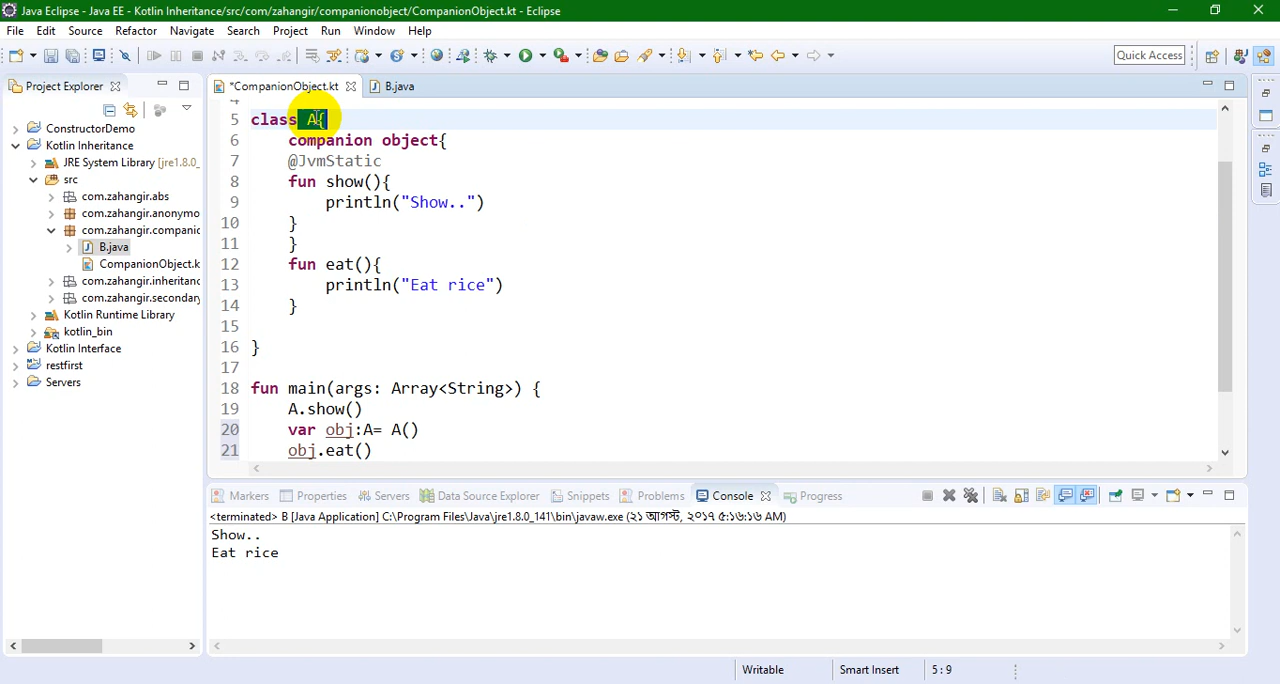 Java Eclipse - Java EE - Kotlin Inheritance/src/com/zahangir/companionobject/CompanionObject.kt - Eclipse
File Edit Source Refactor Navigate Search Project Run Window Help
Quick Access
Project Explorer
*CompanionObject.kt
B.java
ConstructorDemo
Kotlin Inheritance
JRE System Library [jre1.8.0_
src
com.zahangir.abs
com.zahangir.anonymo
com.zahangir.companic
B.java
CompanionObject.k
com.zahangir.inheritanc
com.zahangir.secondary
Kotlin Runtime Library
kotlin_bin
Kotlin Interface
restfirst
Servers
4
5 class A{
6 companion object{
7 @JvmStatic
8 fun show(){
9 println("Show..")
10 }
11 }
12 fun eat(){
13 println("Eat rice")
14 }
15
16 }
17
18 fun main(args: Array<String>) {
19 A.show()
20 var obj:A= A()
21 obj.eat()
Markers Properties Servers Data Source Explorer Snippets Problems Console Progress
<terminated> B [Java Application] C:\Program Files\Java\jre1.8.0_141\bin\javaw.exe (২১ আগস্ট, ২০১৭ ৫:১৬:১৬ AM)
Show..
Eat rice
Writable
Smart Insert
5 : 9